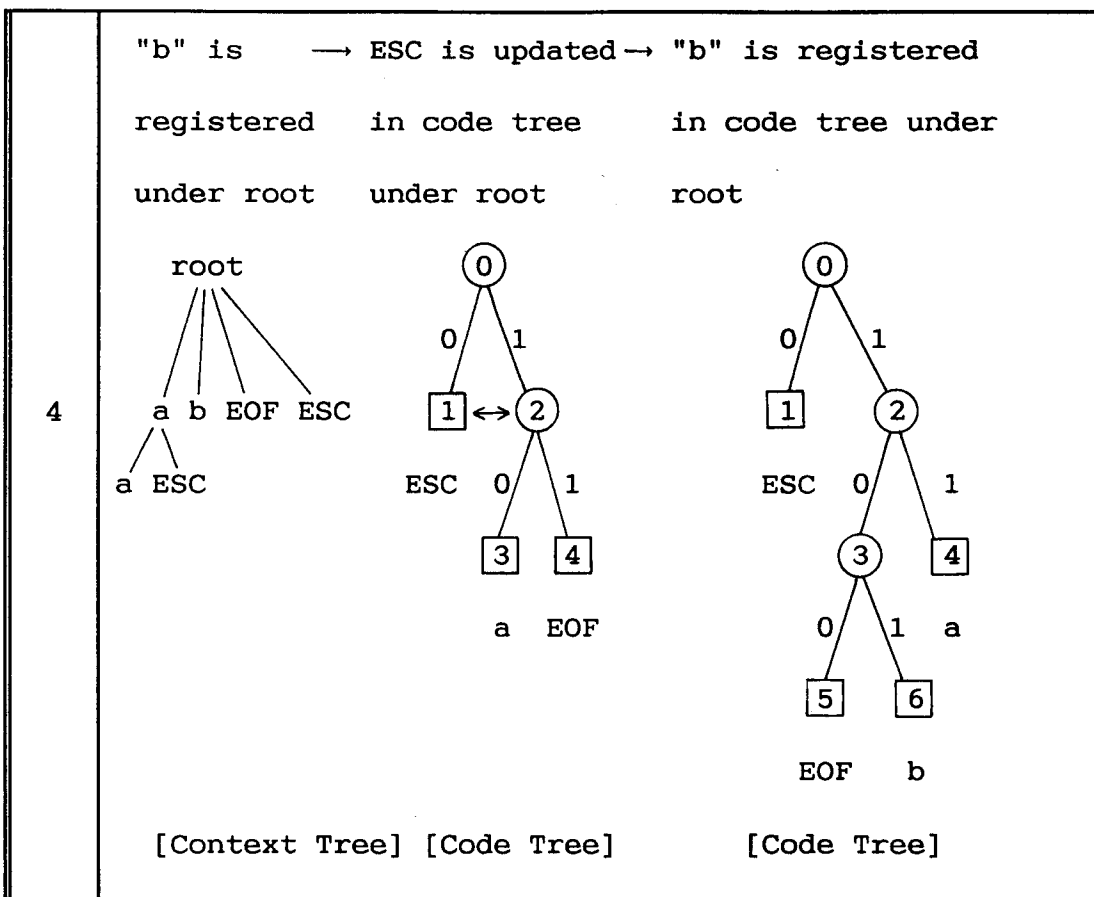 "b" is → ESC is updated → "b" is registered
registered in code tree in code tree under
under root under root root
root 0 0
0 1 0 1
4 a b EOF ESC 1 ↔ 2 1 2
a ESC ESC 0 1 ESC 0 1
3 4 3 4
a EOF 0 1 a
5 6
EOF b
[Context Tree] [Code Tree] [Code Tree]